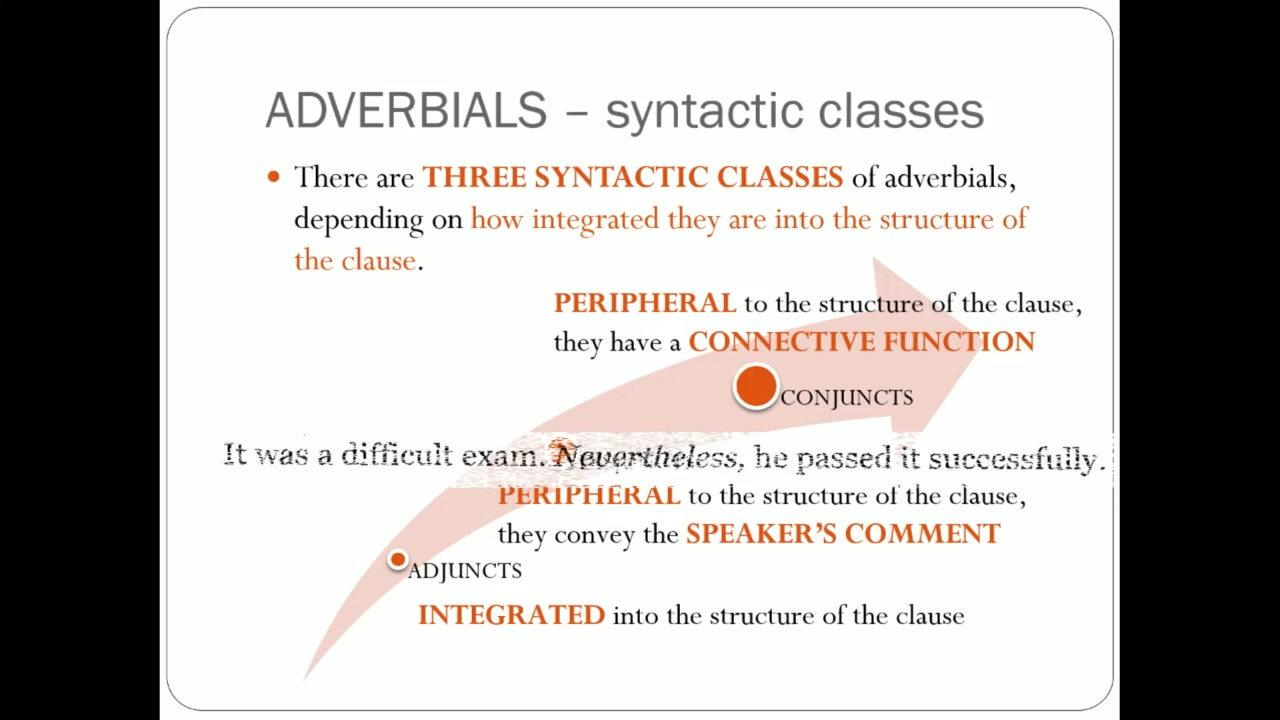 ADVERBIALS – syntactic classes
• There are THREE SYNTACTIC CLASSES of adverbials,
depending on how integrated they are into the structure of
the clause.
PERIPHERAL to the structure of the clause,
they have a CONNECTIVE FUNCTION
CONJUNCTS
It was a difficult exam. Nevertheless, he passed it successfully.
PERIPHERAL to the structure of the clause,
they convey the SPEAKER'S COMMENT
ADJUNCTS
INTEGRATED into the structure of the clause